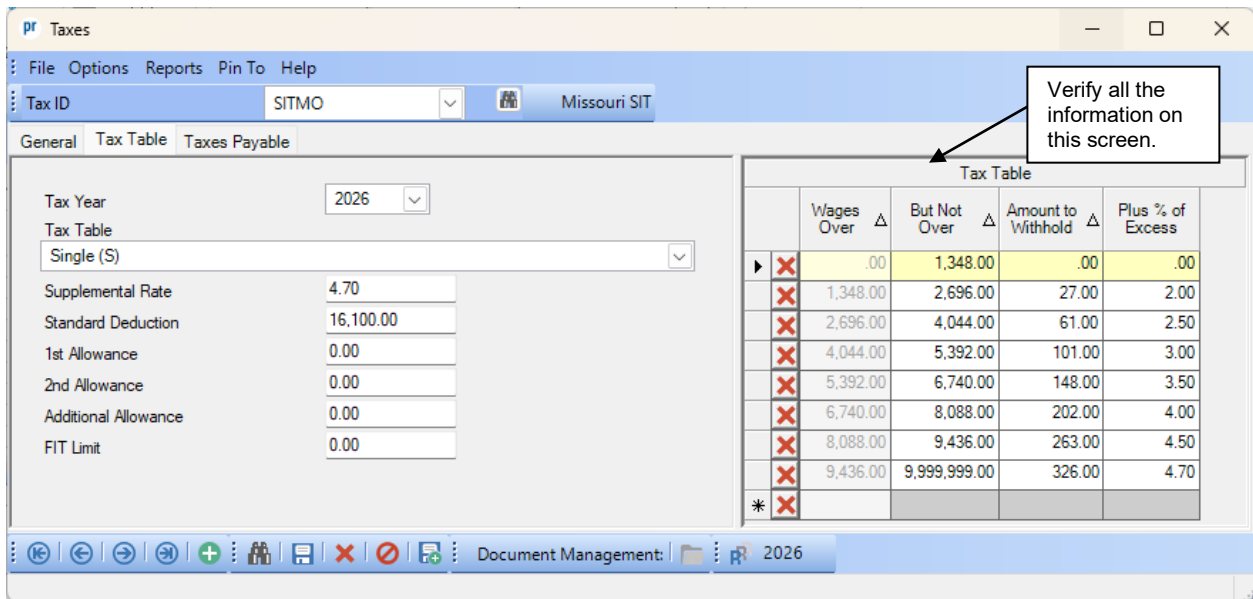 pr Taxes
File Options Reports Pin To Help
Tax ID SITMO Missouri SIT
Verify all the
information on
this screen.
General Tax Table Taxes Payable
Tax Year 2026
Tax Table
Single (S)
Supplemental Rate 4.70
Standard Deduction 16,100.00
1st Allowance 0.00
2nd Allowance 0.00
Additional Allowance 0.00
FIT Limit 0.00
Tax Table
Wages Over But Not Over Amount to Withhold Plus % of Excess
.00 1,348.00 .00 .00
1,348.00 2,696.00 27.00 2.00
2,696.00 4,044.00 61.00 2.50
4,044.00 5,392.00 101.00 3.00
5,392.00 6,740.00 148.00 3.50
6,740.00 8,088.00 202.00 4.00
8,088.00 9,436.00 263.00 4.50
9,436.00 9,999,999.00 326.00 4.70
Document Management: 2026